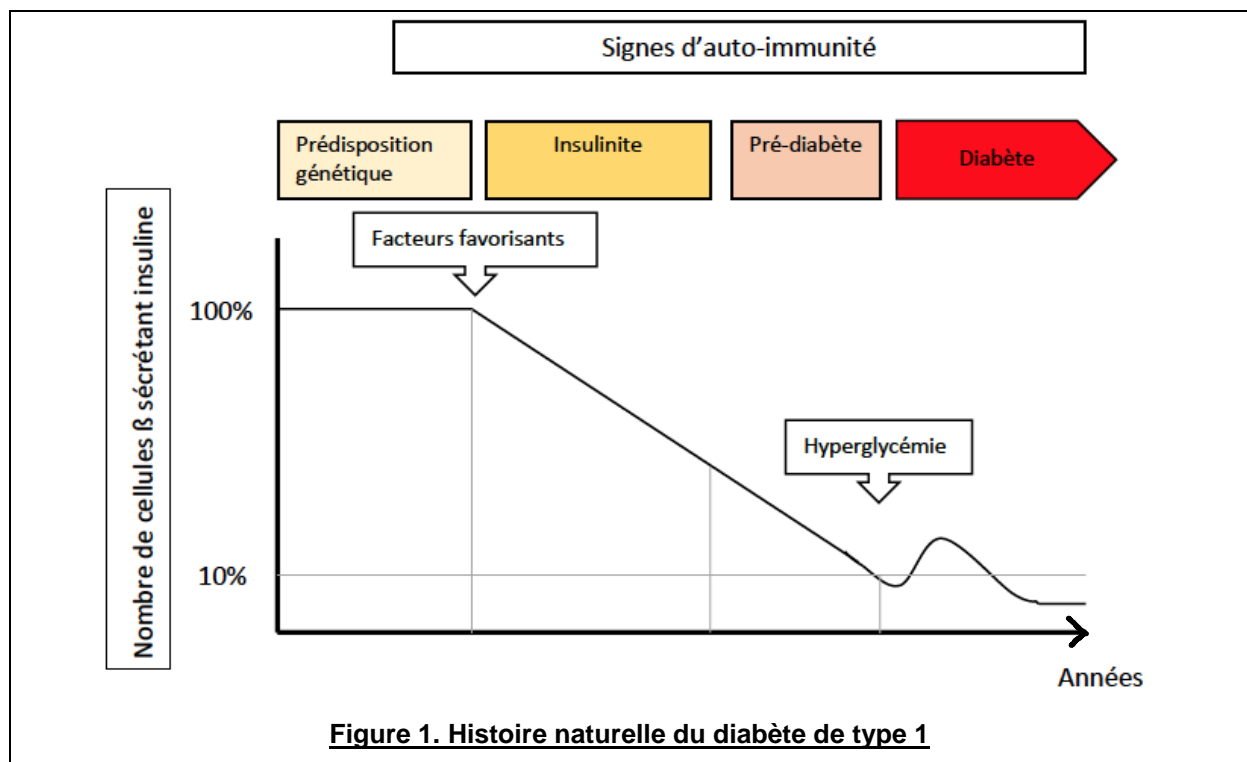 Signes d'auto-immunité
Prédisposition
génétique
Insulinite
Pré-diabète
Diabète
Facteurs favorisants
Nombre de cellules ß sécrétant insuline
100%
Hyperglycémie
10%
Années
Figure 1. Histoire naturelle du diabète de type 1